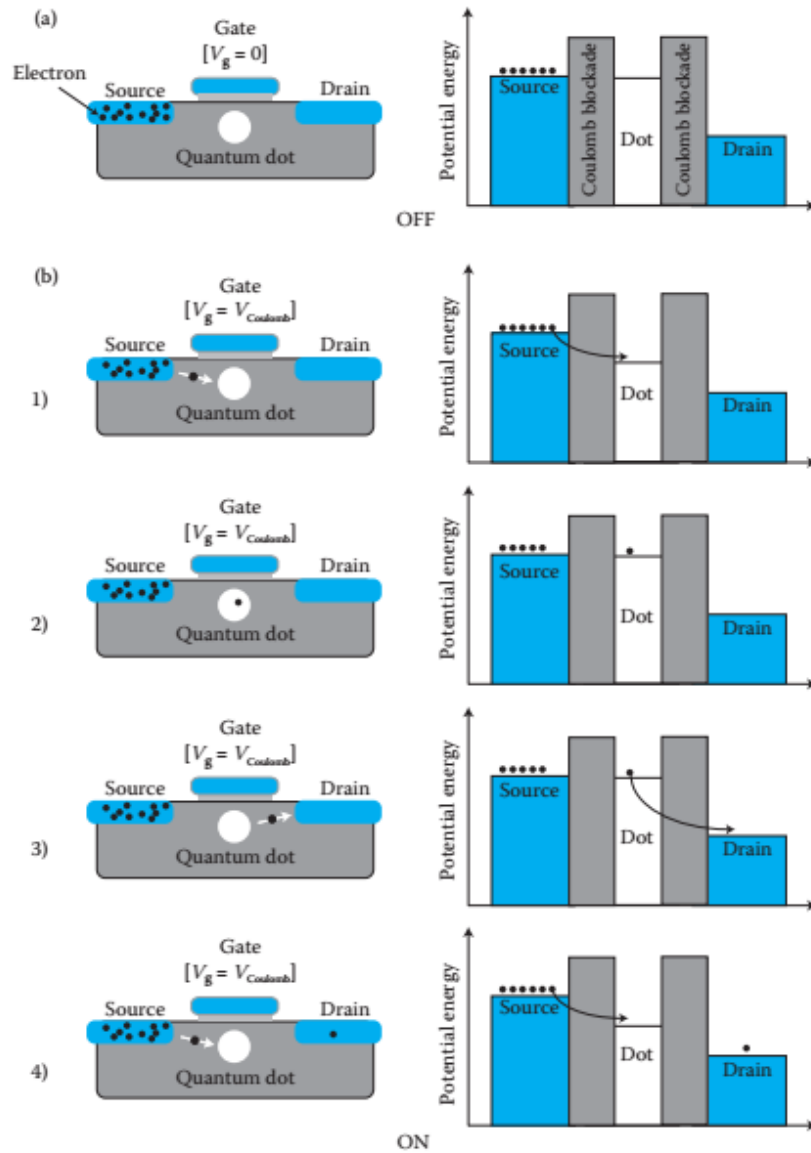 (a)
Gate
[Vg = 0]
Electron
Source
Drain
Quantum dot
Potential energy
Source
Coulomb blockade
Dot
Coulomb blockade
Drain
OFF
(b)
1)
Gate
[Vg = VCoulomb]
Source
Drain
Quantum dot
Potential energy
Source
Dot
Drain
2)
Gate
[Vg = VCoulomb]
Source
Drain
Quantum dot
Potential energy
Source
Dot
Drain
3)
Gate
[Vg = VCoulomb]
Source
Drain
Quantum dot
Potential energy
Source
Dot
Drain
4)
Gate
[Vg = VCoulomb]
Source
Drain
Quantum dot
Potential energy
Source
Dot
Drain
ON